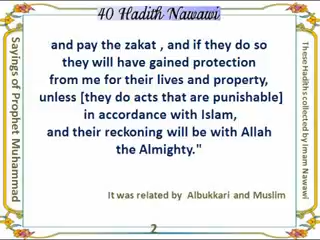 40 Hadith Nawawi
Sayings of Prophet Muhammad
and pay the zakat , and if they do so
they will have gained protection
from me for their lives and property,
unless [they do acts that are punishable]
in accordance with Islam,
and their reckoning will be with Allah
the Almighty."
It was related by Albukkari and Muslim
2
These Hadiths collected by Imam Nawawi